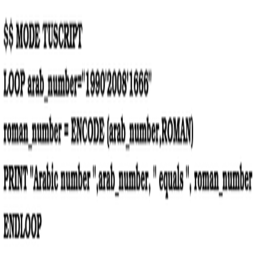 $$ MODE TUSCRIPT
LOOP arab_number="1990'2008'1666"
roman_number = ENCODE (arab_number,ROMAN)
PRINT "Arabic number ",arab_number, " equals ", roman_number
ENDLOOP